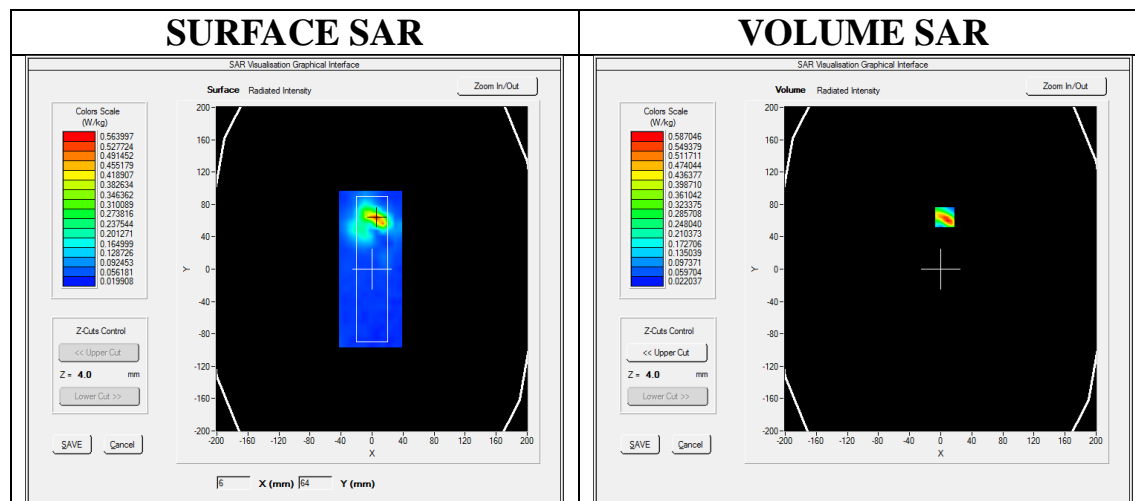 SURFACE SAR
VOLUME SAR
SAR Visualisation Graphical Interface
Surface Radiated Intensity
Zoom In/Out
Colors Scale
(W/kg)
0.563997
0.527724
0.491452
0.455179
0.418907
0.382634
0.346362
0.310089
0.273816
0.237544
0.201271
0.164999
0.128726
0.092453
0.056181
0.019908
Z-Cuts Control
<< Upper Cut
Z = 4.0 mm
Lower Cut >>
SAVE Cancel
200
160
120
80
40
0
-40
-80
-120
-160
-200
Y
-200 -160 -120 -80 -40 0 40 80 120 160 200
X
6 X (mm) 64 Y (mm)
SAR Visualisation Graphical Interface
Volume Radiated Intensity
Zoom In/Out
Colors Scale
(W/kg)
0.587046
0.549379
0.511711
0.474044
0.436377
0.398710
0.361042
0.323375
0.285708
0.248040
0.210373
0.172706
0.135039
0.097371
0.059704
0.022037
Z-Cuts Control
<< Upper Cut
Z = 4.0 mm
Lower Cut >>
SAVE Cancel
200
160
120
80
40
0
-40
-80
-120
-160
-200
Y
-200 -160 -120 -80 -40 0 40 80 120 160 200
X